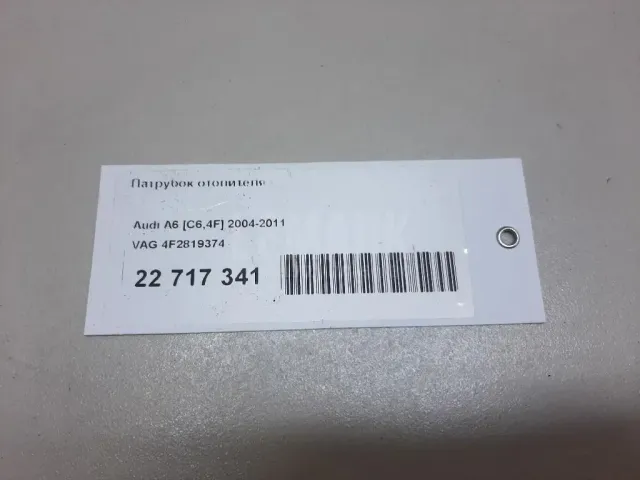 Патрубок отопителя
Audi A6 [C6,4F] 2004-2011
VAG 4F2819374
22 717 341